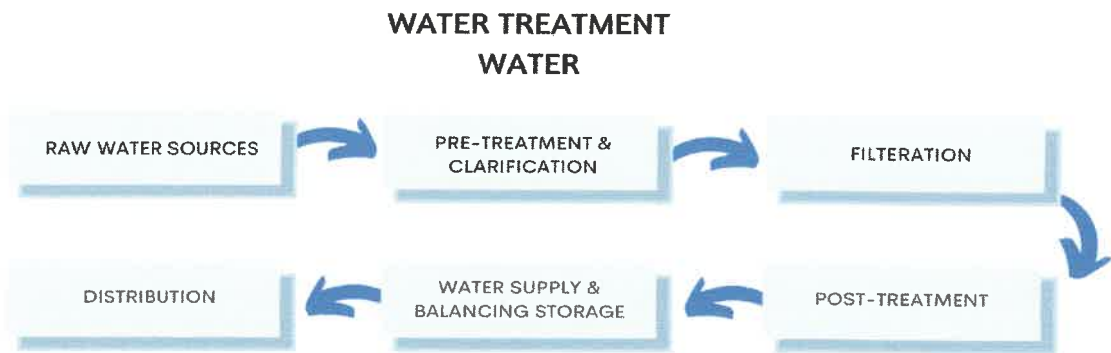 WATER TREATMENT
WATER
RAW WATER SOURCES
PRE-TREATMENT &
CLARIFICATION
FILTERATION
POST-TREATMENT
WATER SUPPLY &
BALANCING STORAGE
DISTRIBUTION